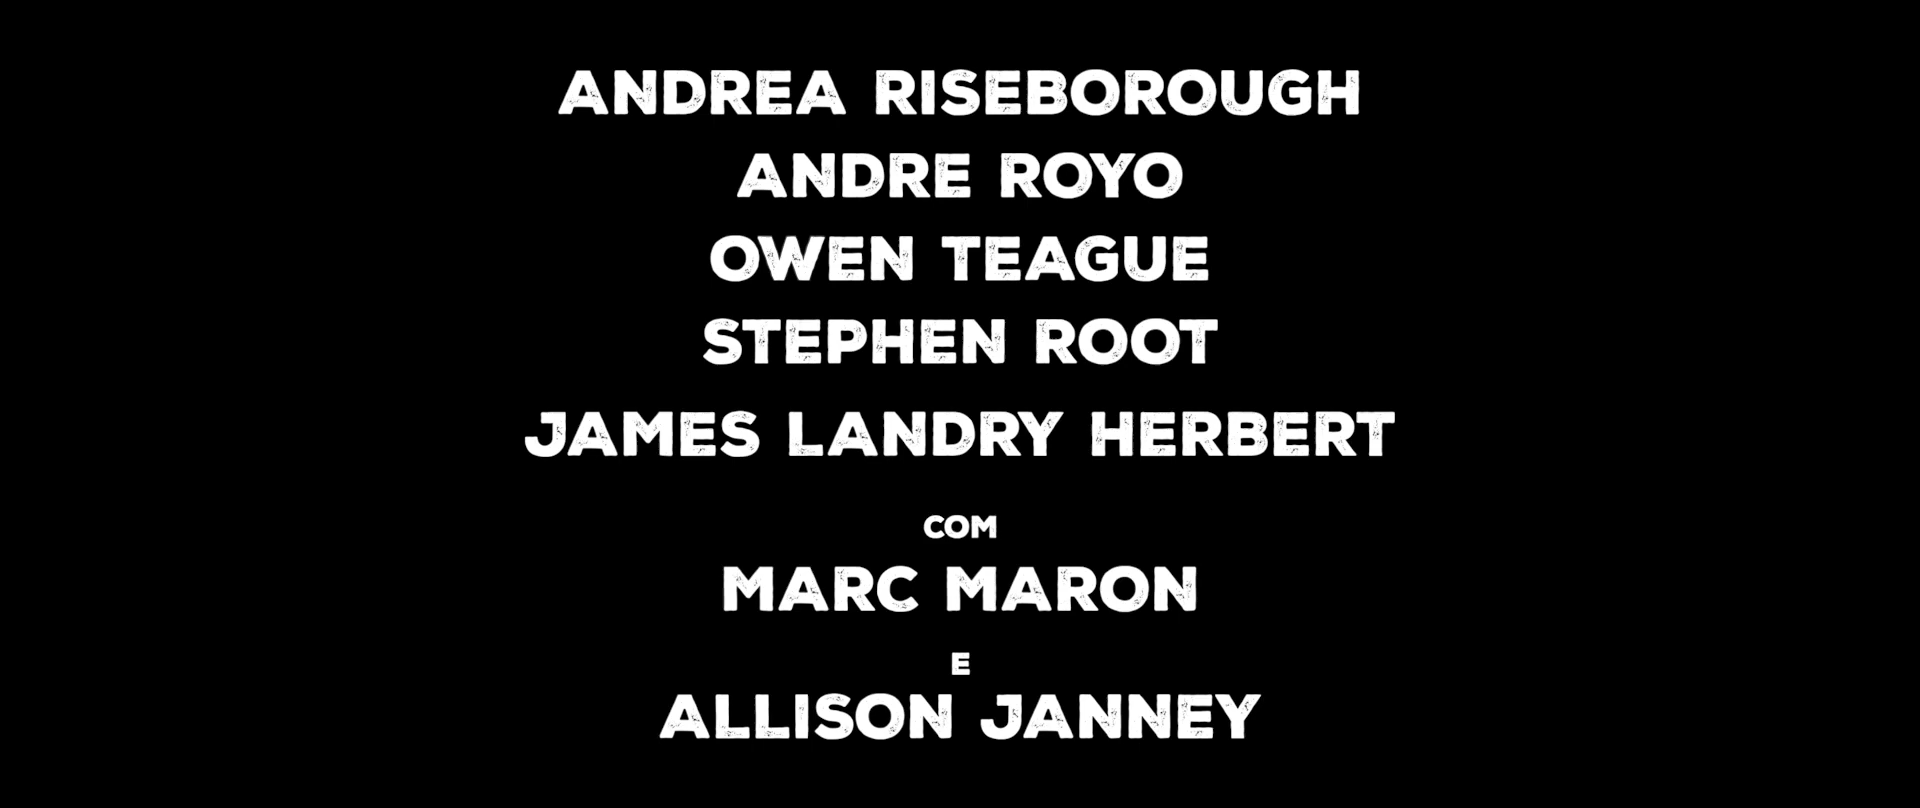 ANDREA RISEBOROUGH
ANDRE ROYO
OWEN TEAGUE
STEPHEN ROOT
JAMES LANDRY HERBERT
COM
MARC MARON
E
ALLISON JANNEY